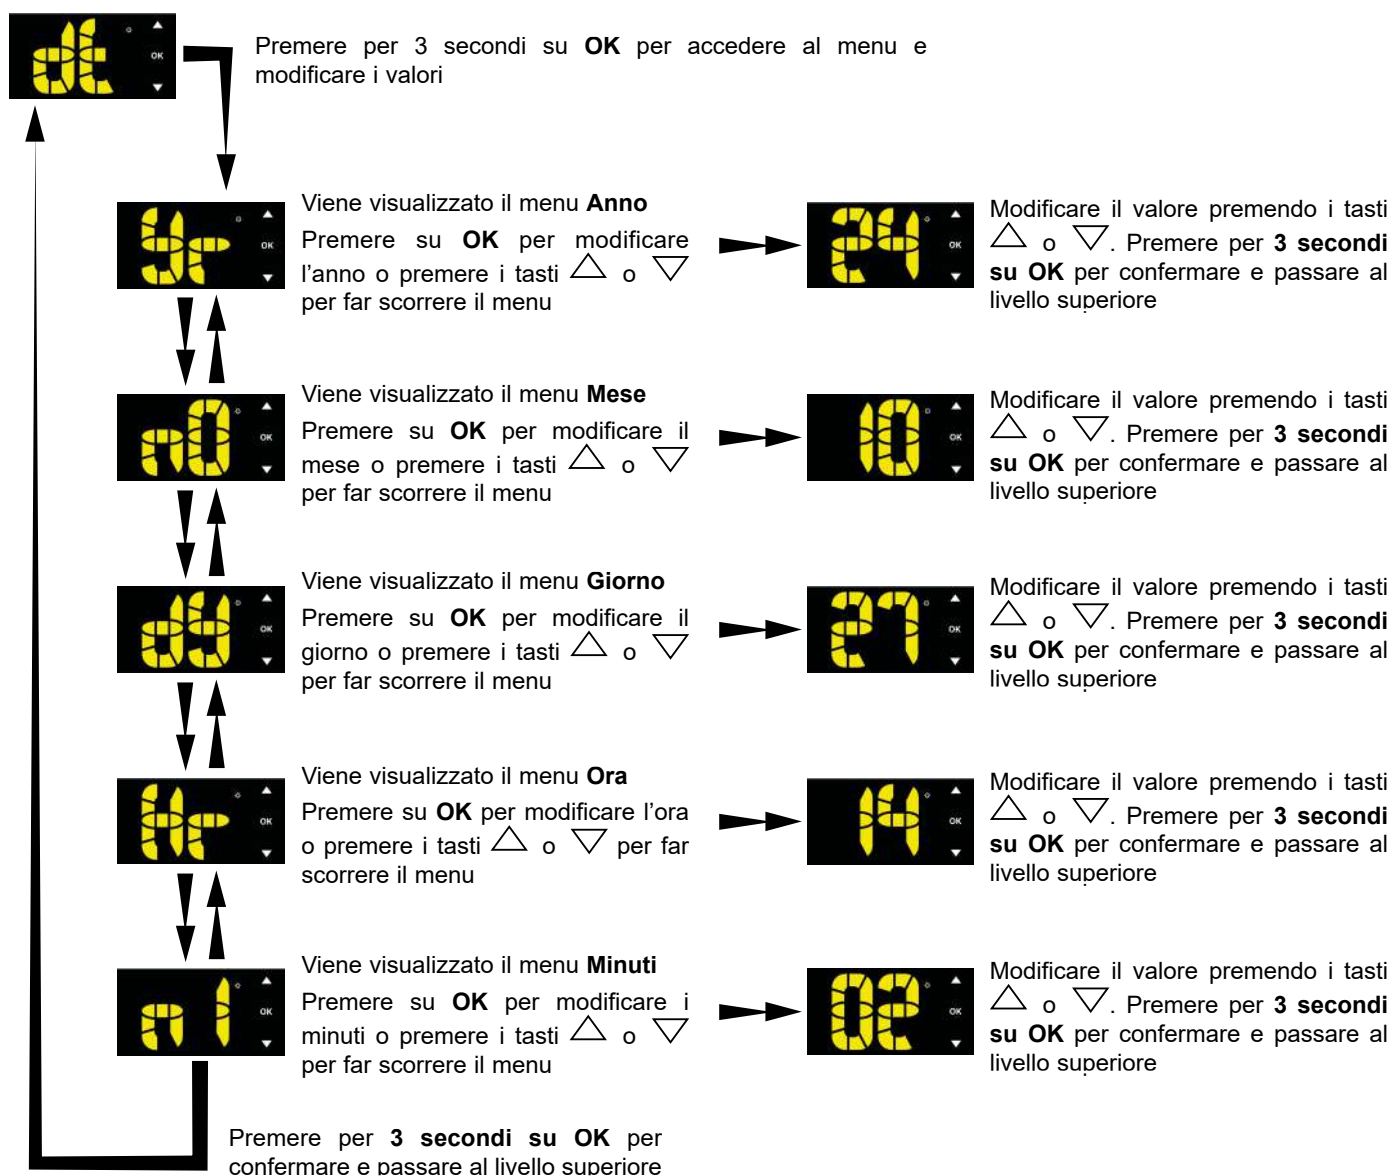 dt
OK
Premere per 3 secondi su OK per accedere al menu e
modificare i valori
yr
OK
Viene visualizzato il menu Anno
Premere su OK per modificare
l'anno o premere i tasti △ o ▽
per far scorrere il menu
24
OK
Modificare il valore premendo i tasti
△ o ▽. Premere per 3 secondi
su OK per confermare e passare al
livello superiore
n0
OK
Viene visualizzato il menu Mese
Premere su OK per modificare il
mese o premere i tasti △ o ▽
per far scorrere il menu
10
OK
Modificare il valore premendo i tasti
△ o ▽. Premere per 3 secondi
su OK per confermare e passare al
livello superiore
dy
OK
Viene visualizzato il menu Giorno
Premere su OK per modificare il
giorno o premere i tasti △ o ▽
per far scorrere il menu
27
OK
Modificare il valore premendo i tasti
△ o ▽. Premere per 3 secondi
su OK per confermare e passare al
livello superiore
Hr
OK
Viene visualizzato il menu Ora
Premere su OK per modificare l'ora
o premere i tasti △ o ▽ per far
scorrere il menu
14
OK
Modificare il valore premendo i tasti
△ o ▽. Premere per 3 secondi
su OK per confermare e passare al
livello superiore
n1
OK
Viene visualizzato il menu Minuti
Premere su OK per modificare i
minuti o premere i tasti △ o ▽
per far scorrere il menu
02
OK
Modificare il valore premendo i tasti
△ o ▽. Premere per 3 secondi
su OK per confermare e passare al
livello superiore
Premere per 3 secondi su OK per
confermare e passare al livello superiore